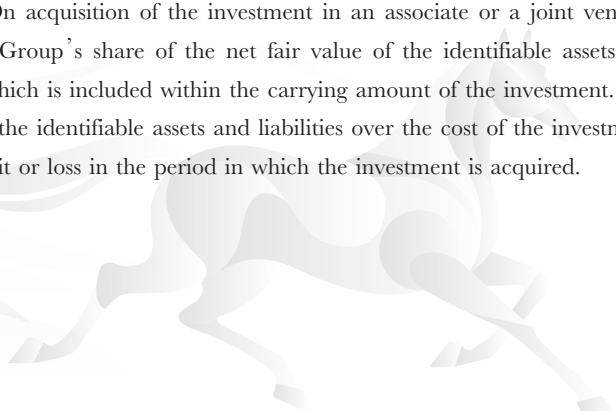 On acquisition of the investment in an associate or a joint ven
Group's share of the net fair value of the identifiable assets
hich is included within the carrying amount of the investment.
the identifiable assets and liabilities over the cost of the investm
it or loss in the period in which the investment is acquired.